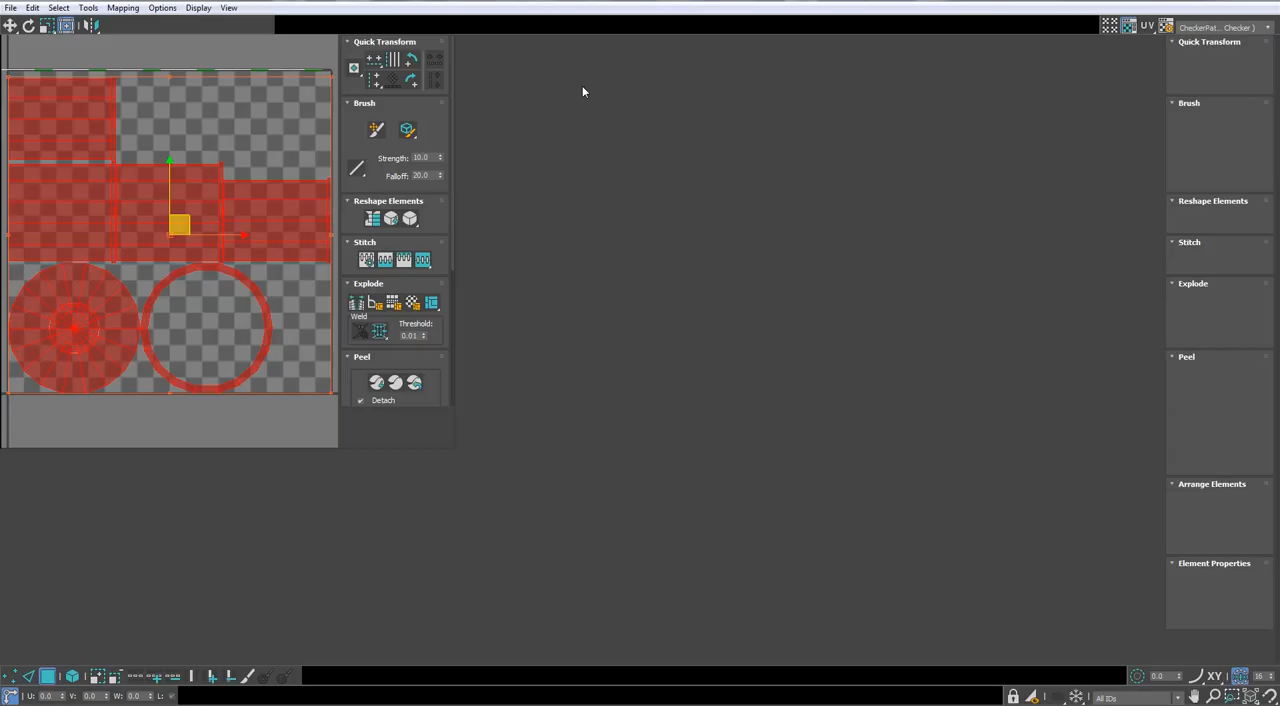 File Edit Select Tools Mapping Options Display View
UV CheckerPat... Checker )
Quick Transform
Brush
Strength: 10.0
Falloff: 20.0
Reshape Elements
Stitch
Explode
Weld
Threshold:
0.01
Peel
Detach
Quick Transform
Brush
Reshape Elements
Stitch
Explode
Peel
Arrange Elements
Element Properties
0.0 XY 16
U: 0.0 V: 0.0 W: 0.0 L: All IDs